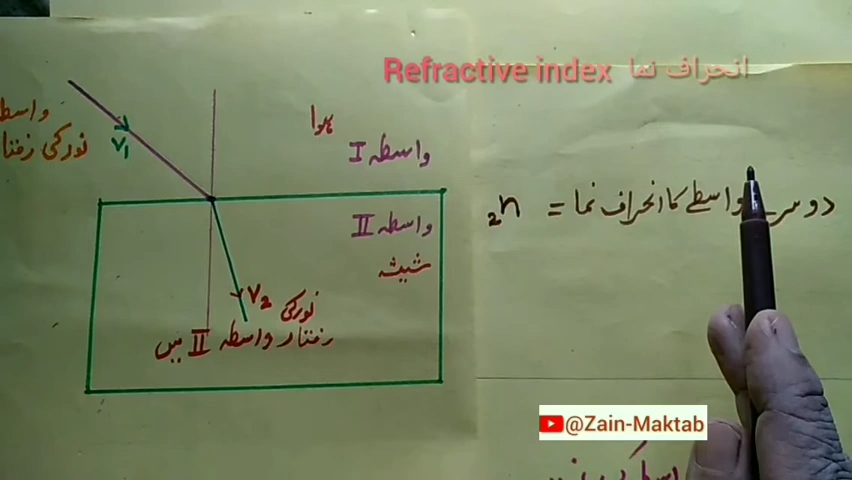 Refractive index انحراف نما
واسطہ
نور کی رفتار
V₁
ہوا
واسطہ I
واسطہ II
شیشہ
V₂
نور کی
رفتار واسطہ II میں
دوسرے واسطے کا انحراف نما = ₂n
@Zain-Maktab